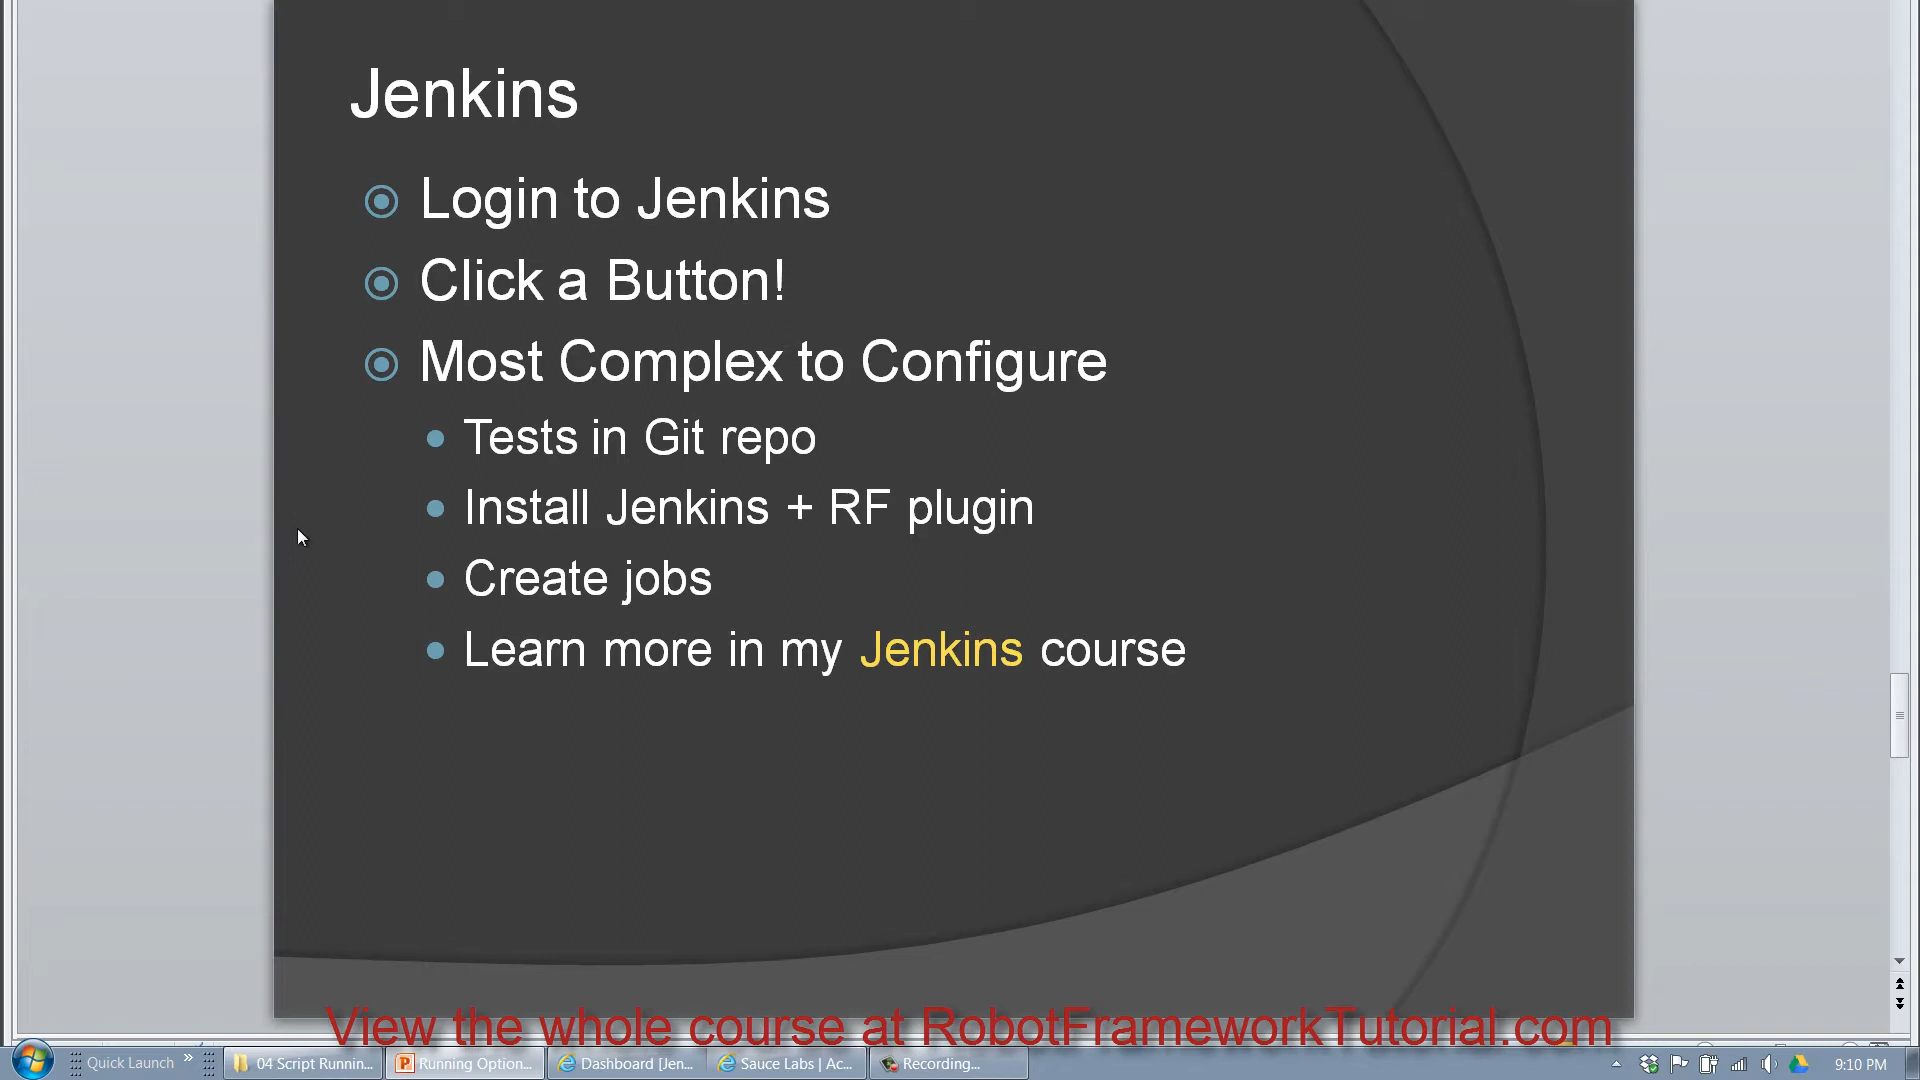 Jenkins
Login to Jenkins
Click a Button!
Most Complex to Configure
Tests in Git repo
Install Jenkins + RF plugin
Create jobs
Learn more in my Jenkins course
View the whole course at RobotFrameworkTutorial.com
Quick Launch
04 Script Runnin...
Running Optio...
Dashboard [Jen...
Sauce Labs | Ac...
Recording...
9:10 PM